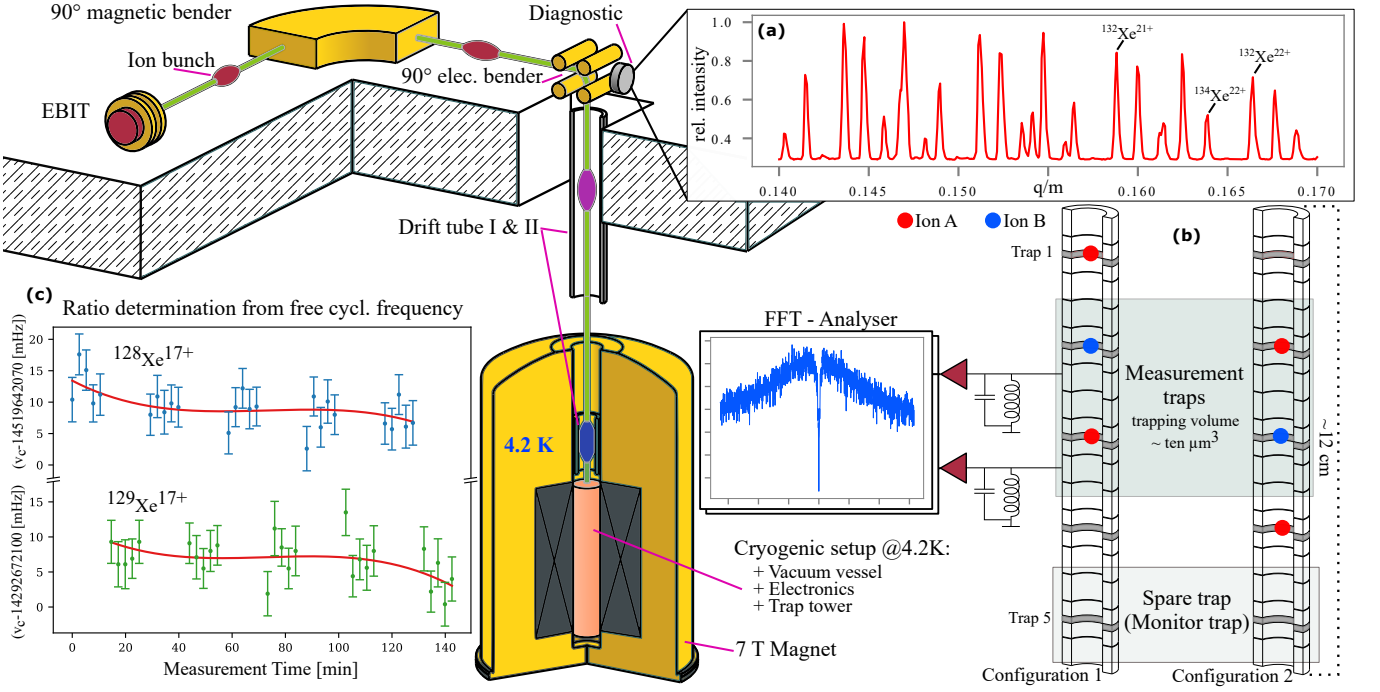 90° magnetic bender
Ion bunch
EBIT
Diagnostic
90° elec. bender
Drift tube I & II
(a)
rel. intensity
1.0
0.8
0.6
0.4
132Xe21+
134Xe22+
132Xe22+
0.140
0.145
0.150
0.160
0.165
0.170
q/m
Ion A
Ion B
(b)
Trap 1
Measurement
traps
trapping volume
~ ten μm3
~12 cm
Spare trap
(Monitor trap)
Trap 5
Configuration 1
Configuration 2
(c)
Ratio determination from free cycl. frequency
(νc-14519642070 [mHz])
20
15
10
5
0
128Xe17+
(νc-14292672100 [mHz])
15
10
5
0
129Xe17+
0
20
40
60
80
100
120
140
Measurement Time [min]
4.2 K
FFT - Analyser
Cryogenic setup @4.2K:
+ Vacuum vessel
+ Electronics
+ Trap tower
7 T Magnet